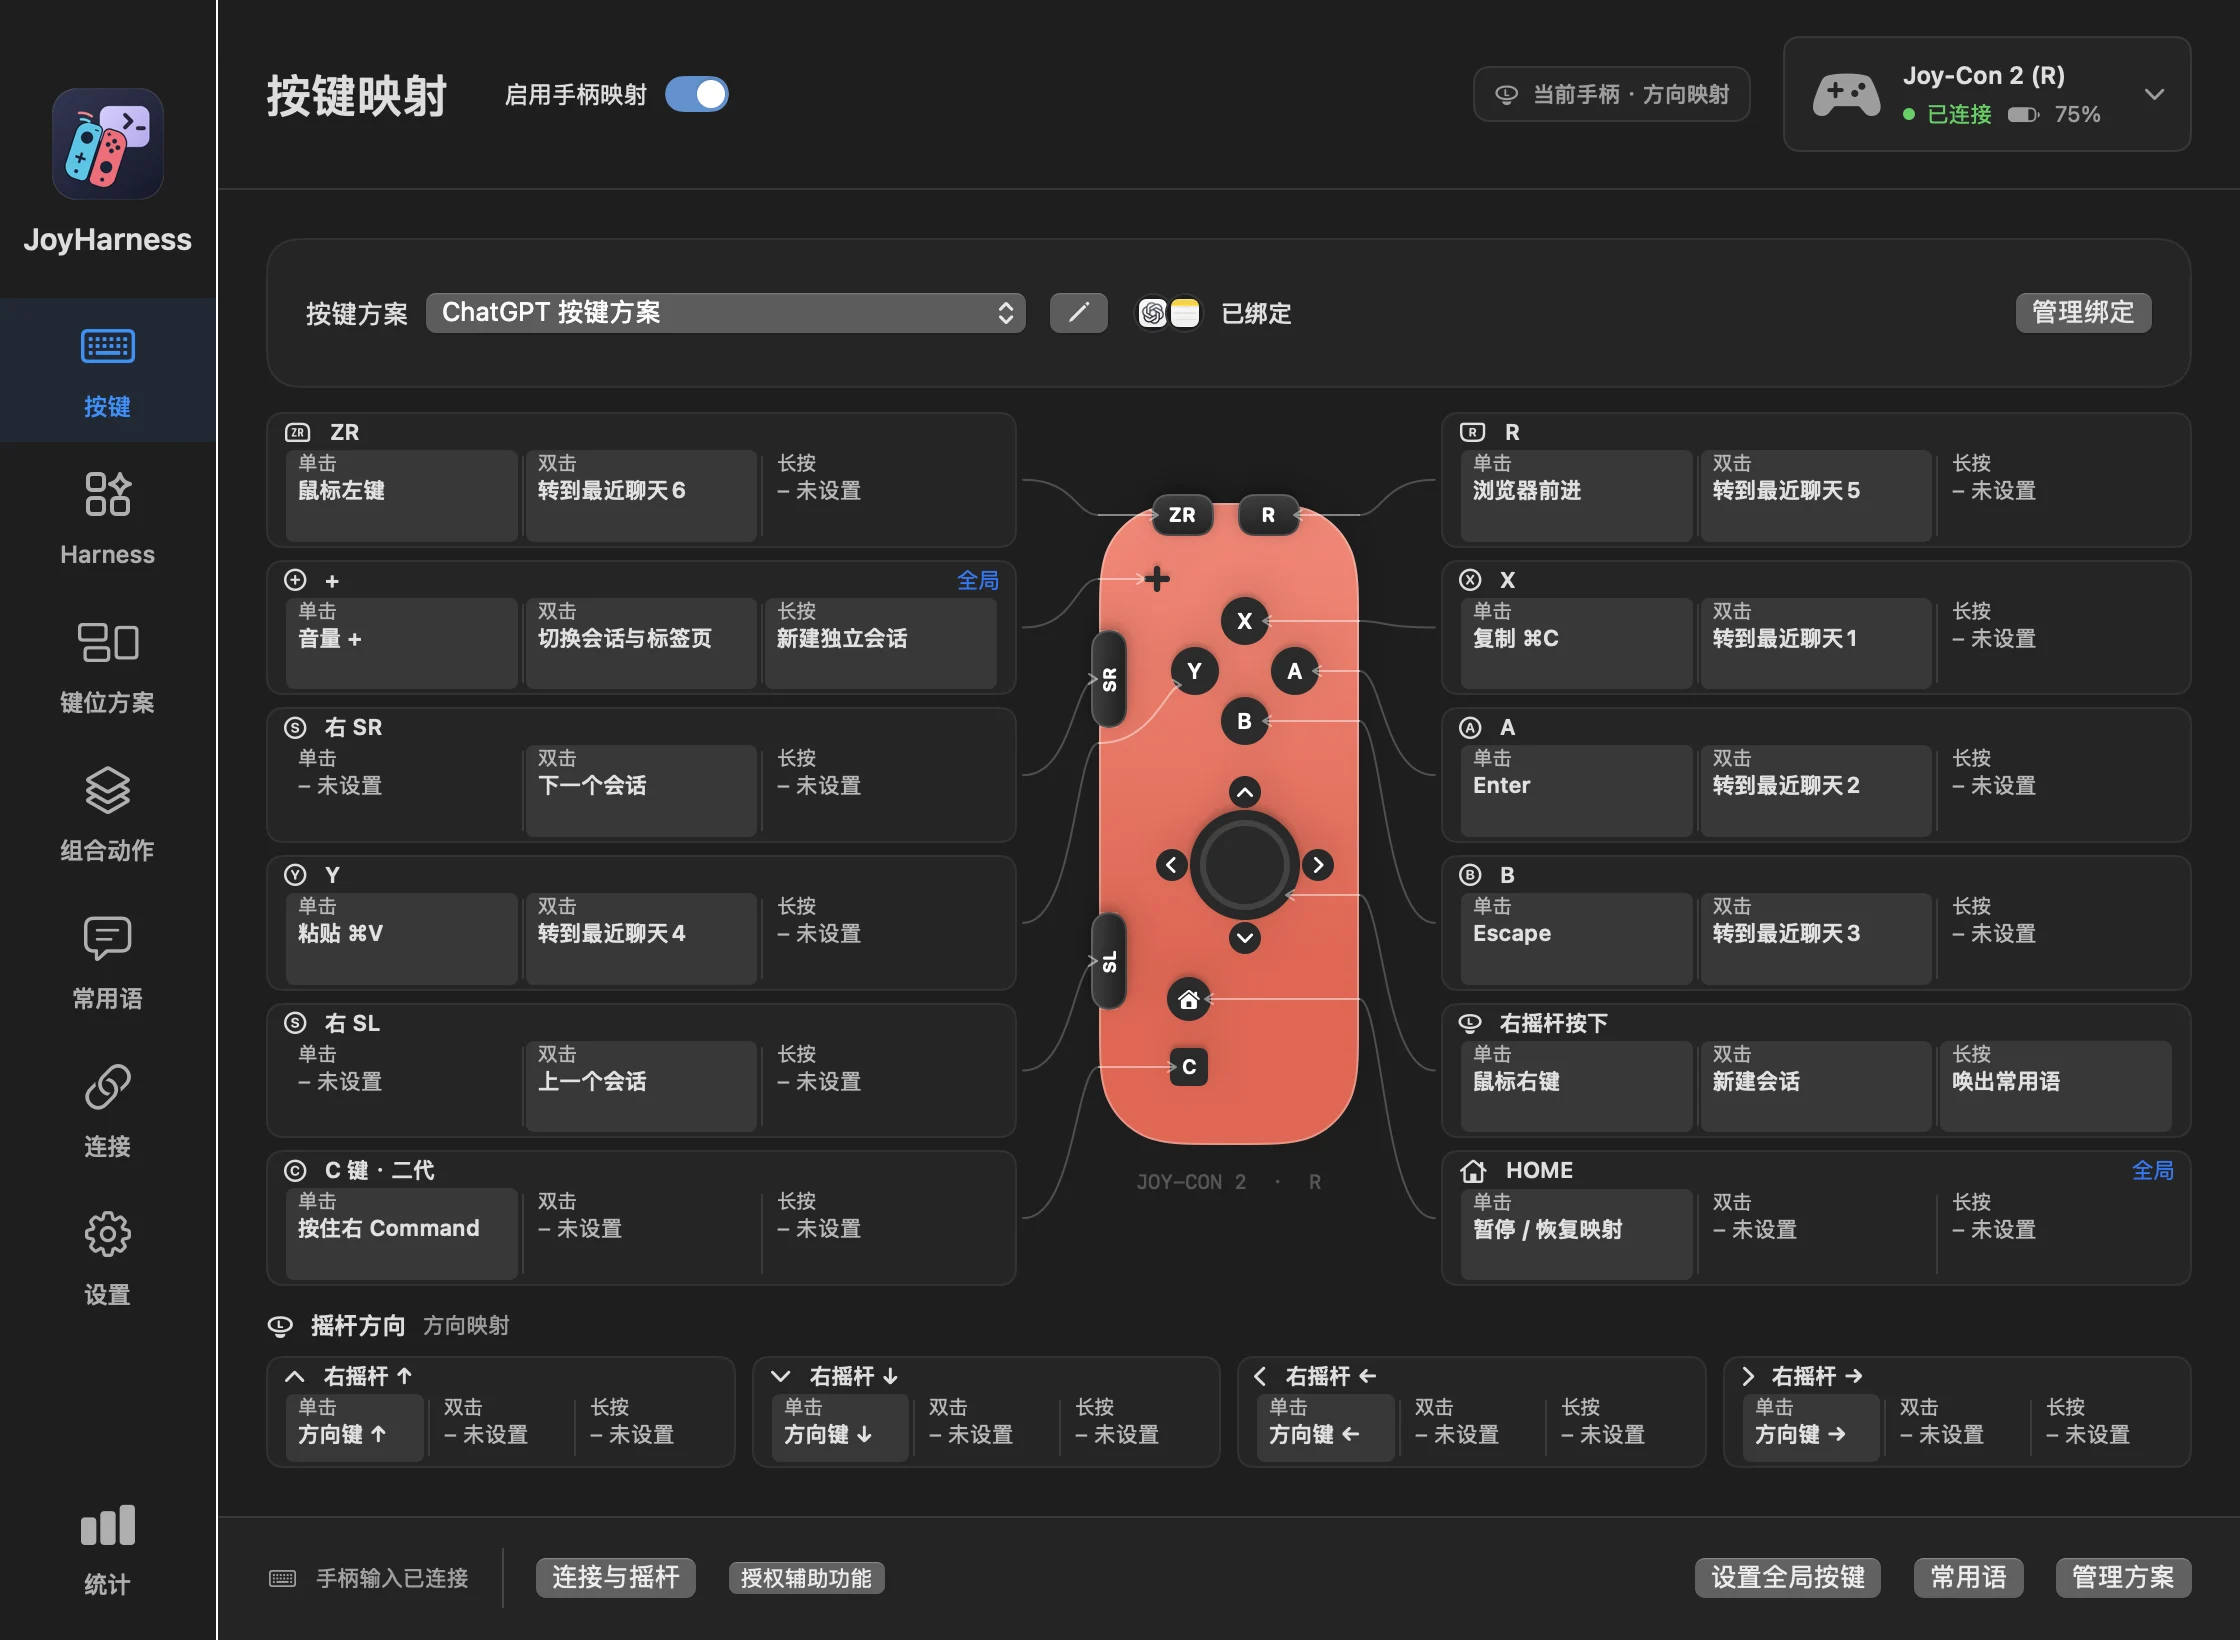 JoyHarness
按键
Harness
键位方案
组合动作
常用语
连接
设置
统计
按键映射
启用手柄映射
当前手柄 · 方向映射
Joy-Con 2 (R)
已连接 75%
按键方案
ChatGPT 按键方案
已绑定
管理绑定
ZR ZR
单击 双击 长按
鼠标左键 转到最近聊天 6 – 未设置
+ 全局
单击 双击 长按
音量 + 切换会话与标签页 新建独立会话
S 右 SR
单击 双击 长按
– 未设置 下一个会话 – 未设置
Y Y
单击 双击 长按
粘贴 ⌘V 转到最近聊天 4 – 未设置
S 右 SL
单击 双击 长按
– 未设置 上一个会话 – 未设置
C C 键 · 二代
单击 双击 长按
按住右 Command – 未设置 – 未设置
ZR R
X
Y A
B
SR
SL
C
JOY–CON 2 · R
R R
单击 双击 长按
浏览器前进 转到最近聊天 5 – 未设置
X X
单击 双击 长按
复制 ⌘C 转到最近聊天 1 – 未设置
A A
单击 双击 长按
Enter 转到最近聊天 2 – 未设置
B B
单击 双击 长按
Escape 转到最近聊天 3 – 未设置
L 右摇杆按下
单击 双击 长按
鼠标右键 新建会话 唤出常用语
HOME 全局
单击 双击 长按
暂停 / 恢复映射 – 未设置 – 未设置
L 摇杆方向 方向映射
右摇杆 ↑
单击 双击 长按
方向键 ↑ – 未设置 – 未设置
右摇杆 ↓
单击 双击 长按
方向键 ↓ – 未设置 – 未设置
右摇杆 ←
单击 双击 长按
方向键 ← – 未设置 – 未设置
右摇杆 →
单击 双击 长按
方向键 → – 未设置 – 未设置
手柄输入已连接
连接与摇杆
授权辅助功能
设置全局按键
常用语
管理方案